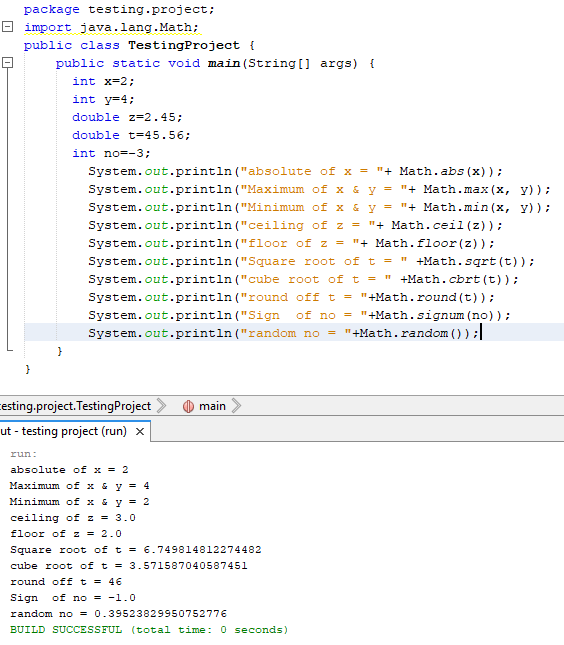 package testing.project;
import java.lang.Math;
public class TestingProject {
public static void main(String[] args) {
int x=2;
int y=4;
double z=2.45;
double t=45.56;
int no=-3;
System.out.println("absolute of x = "+ Math.abs(x));
System.out.println("Maximum of x & y = "+ Math.max(x, y));
System.out.println("Minimum of x & y = "+ Math.min(x, y));
System.out.println("ceiling of z = "+ Math.ceil(z));
System.out.println("floor of z = "+ Math.floor(z));
System.out.println("Square root of t = " +Math.sqrt(t));
System.out.println("cube root of t = " +Math.cbrt(t));
System.out.println("round off t = "+Math.round(t));
System.out.println("Sign  of no = "+Math.signum(no));
System.out.println("random no = "+Math.random());
}
}
esting.project.TestingProject main
ut - testing project (run) ×
run:
absolute of x = 2
Maximum of x & y = 4
Minimum of x & y = 2
ceiling of z = 3.0
floor of z = 2.0
Square root of t = 6.749814812274482
cube root of t = 3.571587040587451
round off t = 46
Sign  of no = -1.0
random no = 0.39523829950752776
BUILD SUCCESSFUL (total time: 0 seconds)